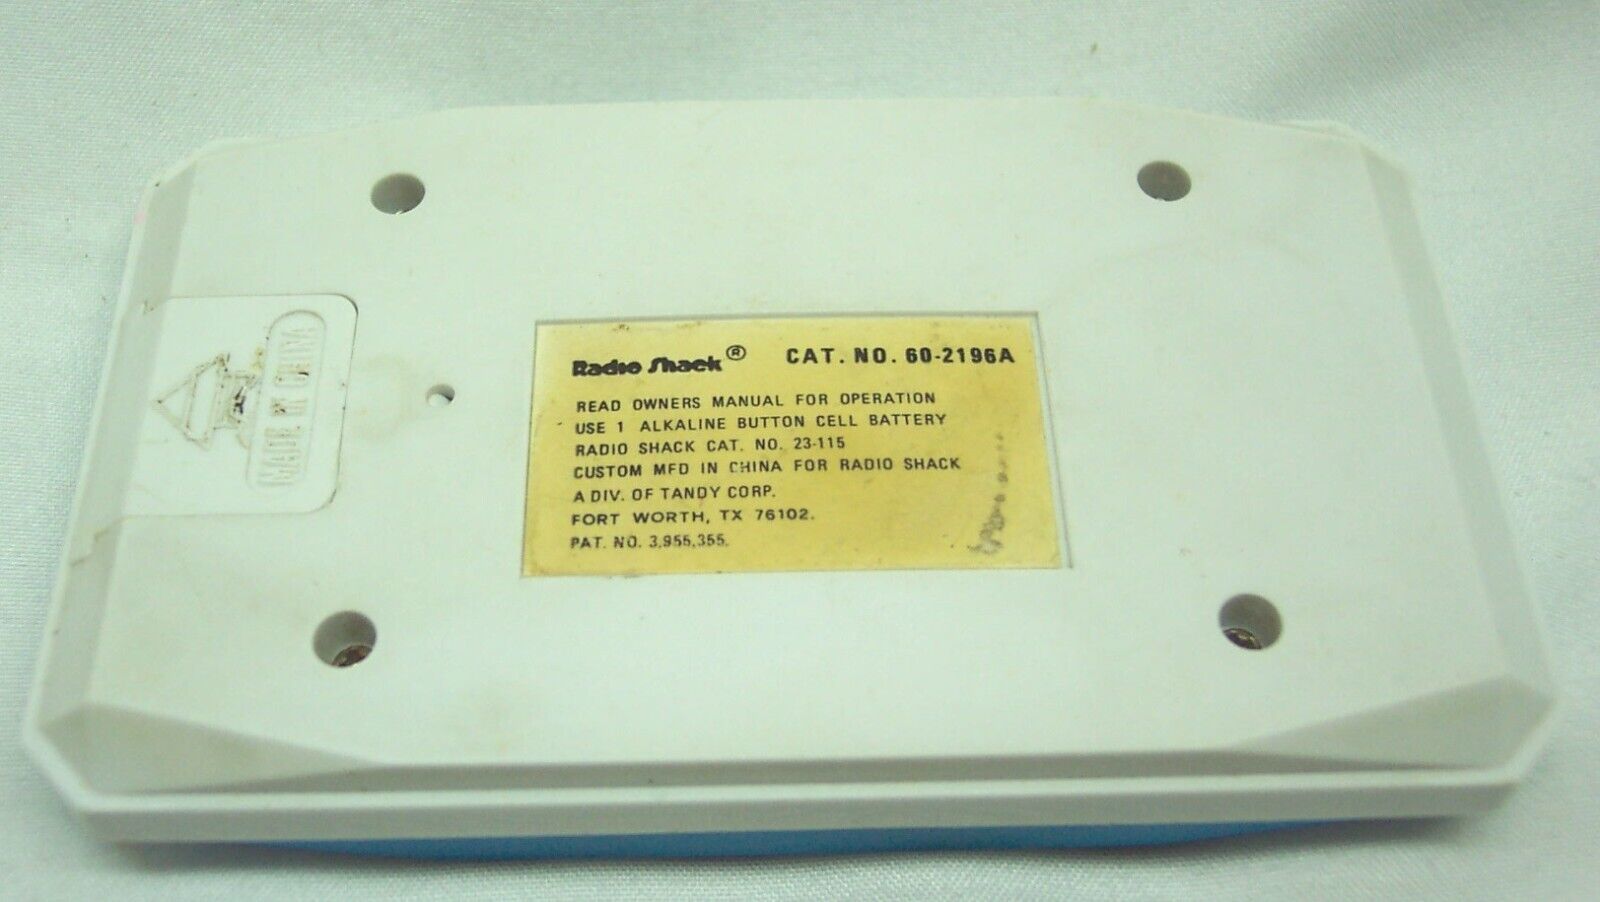 Radio Shack® CAT. NO. 60-2196A
READ OWNERS MANUAL FOR OPERATION
USE 1 ALKALINE BUTTON CELL BATTERY
RADIO SHACK CAT. NO. 23-115
CUSTOM MFD IN CHINA FOR RADIO SHACK
A DIV. OF TANDY CORP.
FORT WORTH, TX 76102.
PAT. NO. 3,955,355.
MADE IN CHINA